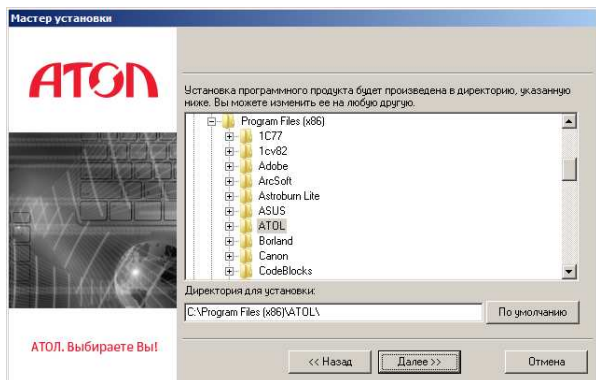 Мастер установки
АТОЛ
Установка программного продукта будет произведена в директорию, указанную
ниже. Вы можете изменить ее на любую другую.
Program Files (x86)
1C77
1cv82
Adobe
ArcSoft
Astroburn Lite
ASUS
ATOL
Borland
Canon
CodeBlocks
Директория для установки:
C:\Program Files (x86)\ATOL\
По умолчанию
АТОЛ. Выбираете Вы!
<< Назад
Далее >>
Отмена